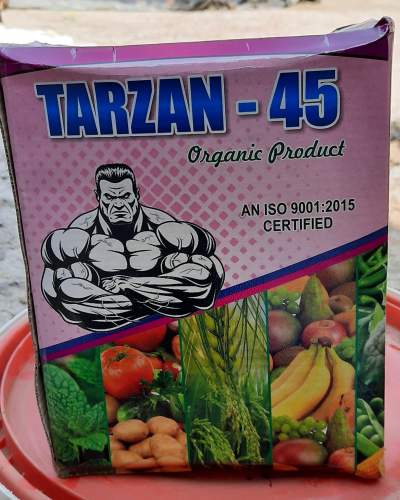 TARZAN - 45
Organic Product
AN ISO 9001:2015
CERTIFIED